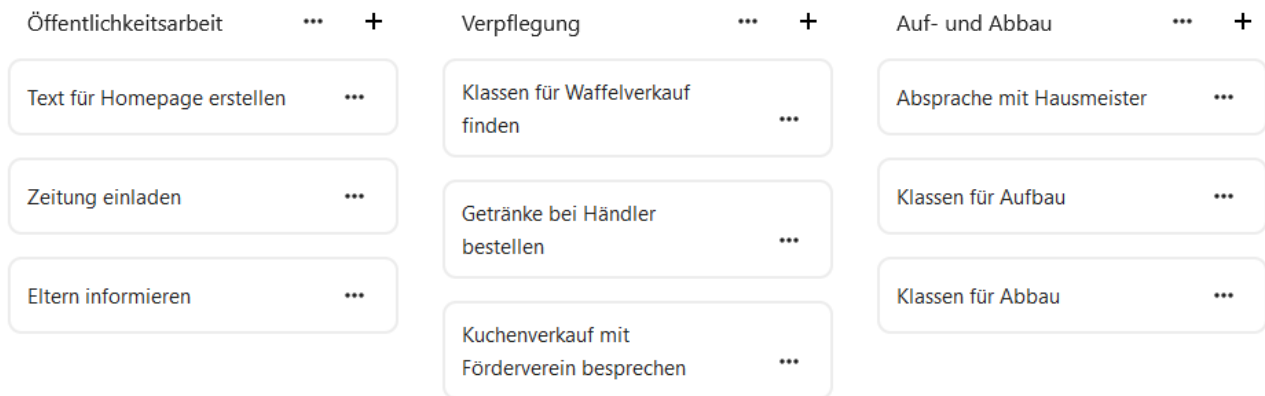 Öffentlichkeitsarbeit
Text für Homepage erstellen
Zeitung einladen
Eltern informieren
Verpflegung
Klassen für Waffelverkauf
finden
Getränke bei Händler
bestellen
Kuchenverkauf mit
Förderverein besprechen
Auf- und Abbau
Absprache mit Hausmeister
Klassen für Aufbau
Klassen für Abbau